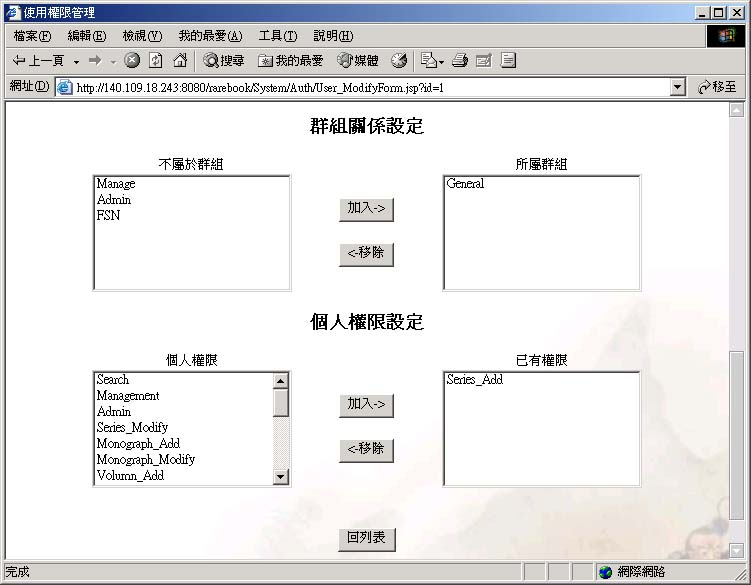 使用權限管理
檔案(F) 編輯(E) 檢視(V) 我的最愛(A) 工具(T) 說明(H)
上一頁 搜尋 我的最愛 媒體
網址(D) http://140.109.18.243:8080/rarebook/System/Auth/User_ModifyForm.jsp?id=1 移至
群組關係設定
不屬於群組 所屬群組
Manage General
Admin
FSN
加入->
<-移除
個人權限設定
個人權限 已有權限
Search Series_Add
Management
Admin
Series_Modify
Monograph_Add
Monograph_Modify
Volumn_Add
加入->
<-移除
回列表
完成 網際網路